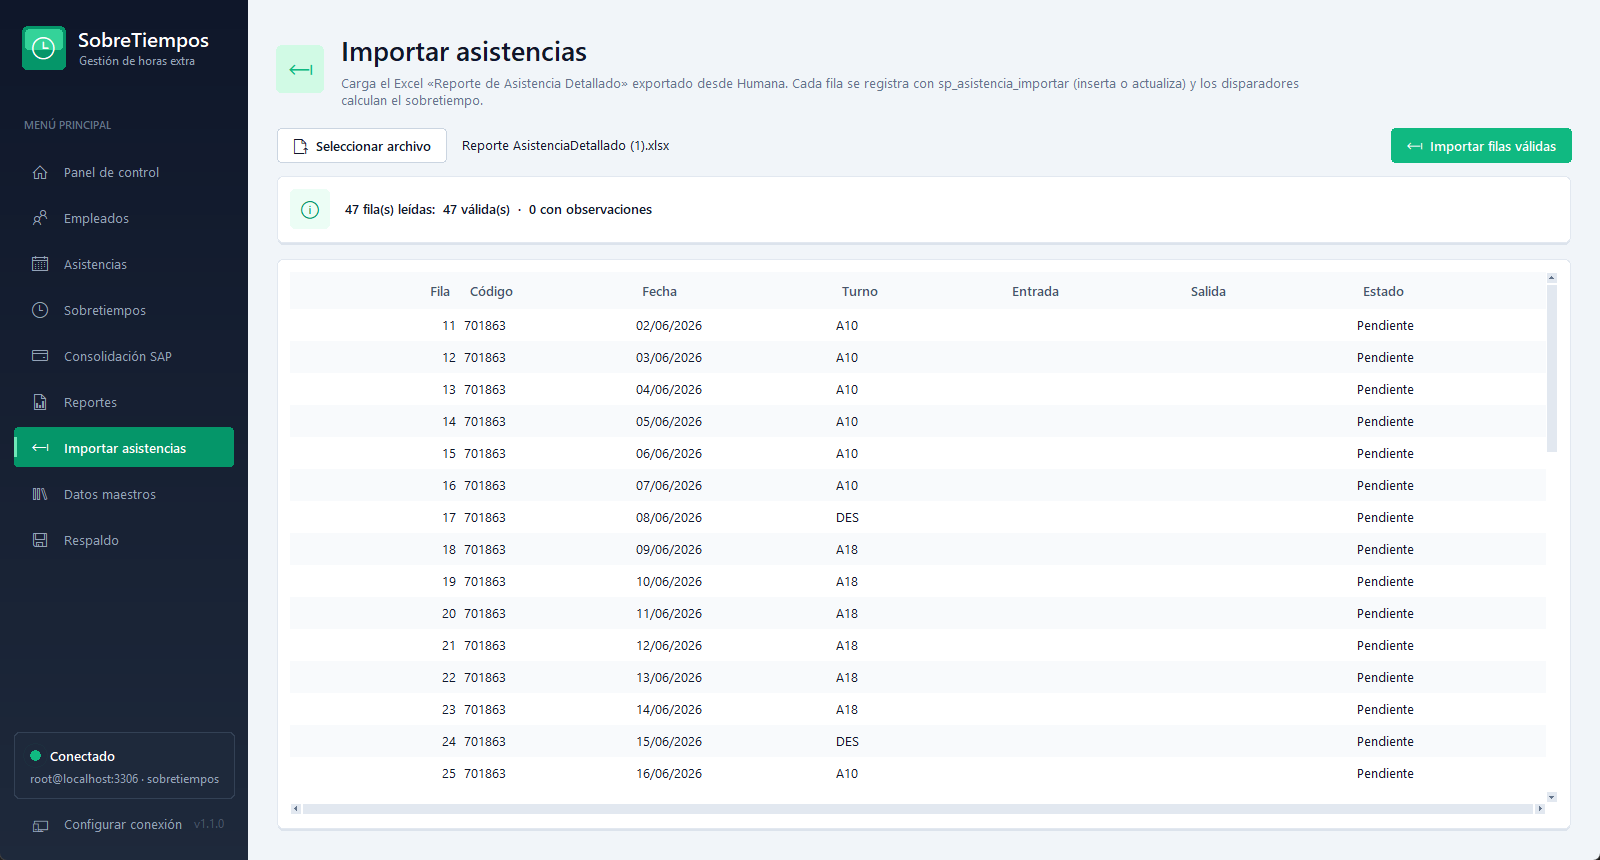 SobreTiempos
Gestión de horas extra
MENÚ PRINCIPAL
Panel de control
Empleados
Asistencias
Sobretiempos
Consolidación SAP
Reportes
Importar asistencias
Datos maestros
Respaldo
Conectado
root@localhost:3306 · sobretiempos
Configurar conexión v1.1.0
Importar asistencias
Carga el Excel «Reporte de Asistencia Detallado» exportado desde Humana. Cada fila se registra con sp_asistencia_importar (inserta o actualiza) y los disparadores
calculan el sobretiempo.
Seleccionar archivo Reporte AsistenciaDetallado (1).xlsx Importar filas válidas
47 fila(s) leídas: 47 válida(s) · 0 con observaciones
Fila Código Fecha Turno Entrada Salida Estado
11 701863 02/06/2026 A10 Pendiente
12 701863 03/06/2026 A10 Pendiente
13 701863 04/06/2026 A10 Pendiente
14 701863 05/06/2026 A10 Pendiente
15 701863 06/06/2026 A10 Pendiente
16 701863 07/06/2026 A10 Pendiente
17 701863 08/06/2026 DES Pendiente
18 701863 09/06/2026 A18 Pendiente
19 701863 10/06/2026 A18 Pendiente
20 701863 11/06/2026 A18 Pendiente
21 701863 12/06/2026 A18 Pendiente
22 701863 13/06/2026 A18 Pendiente
23 701863 14/06/2026 A18 Pendiente
24 701863 15/06/2026 DES Pendiente
25 701863 16/06/2026 A10 Pendiente